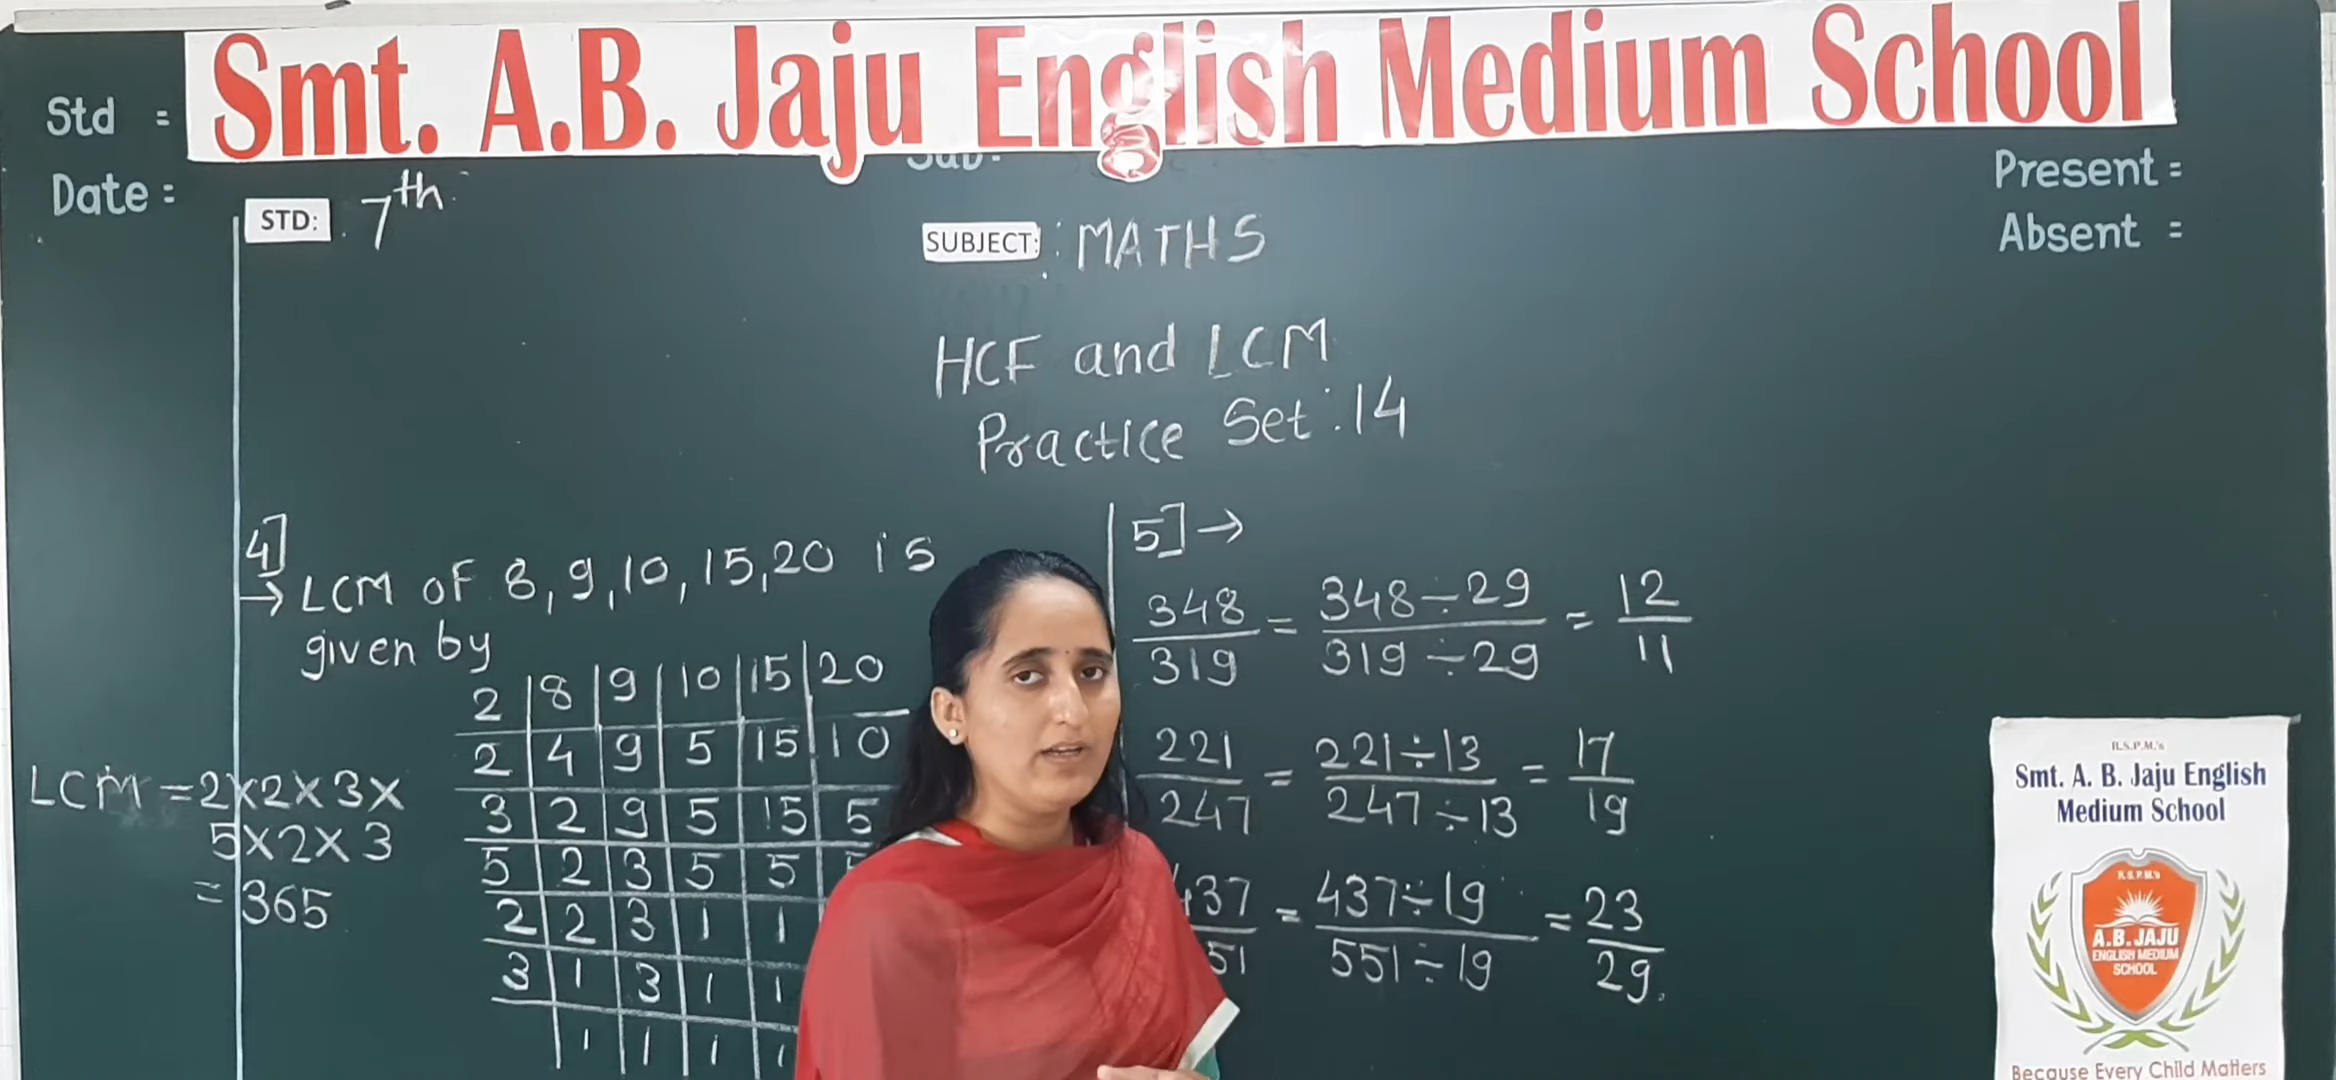 Smt. A.B. Jaju English Medium School
Std =
Date :
Sub:
Present =
Absent =
STD: 7th
SUBJECT: MATHS
HCF and LCM
Practice Set : 14
4]
→ LCM OF 8, 9, 10, 15, 20 is
given by
2 | 8 | 9 | 10 | 15 | 20
2 | 4 | 9 | 5 | 15 | 10
3 | 2 | 9 | 5 | 15 | 5
5 | 2 | 3 | 5 | 5
2 | 2 | 3 | 1 | 1
3 | 1 | 3 | 1 | 1
1 | 1 | 1 | 1
LCM = 2×2×3×
5×2×3
= 365
5] →
348/319 = 348÷29/319÷29 = 12/11
221/247 = 221÷13/247÷13 = 17/19
437/51 = 437÷19/551÷19 = 23/29.
R.S.P.M.'s
Smt. A. B. Jaju English
Medium School
R.S.P.M.'s
A.B. JAJU
ENGLISH MEDIUM
SCHOOL
Because Every Child Matters